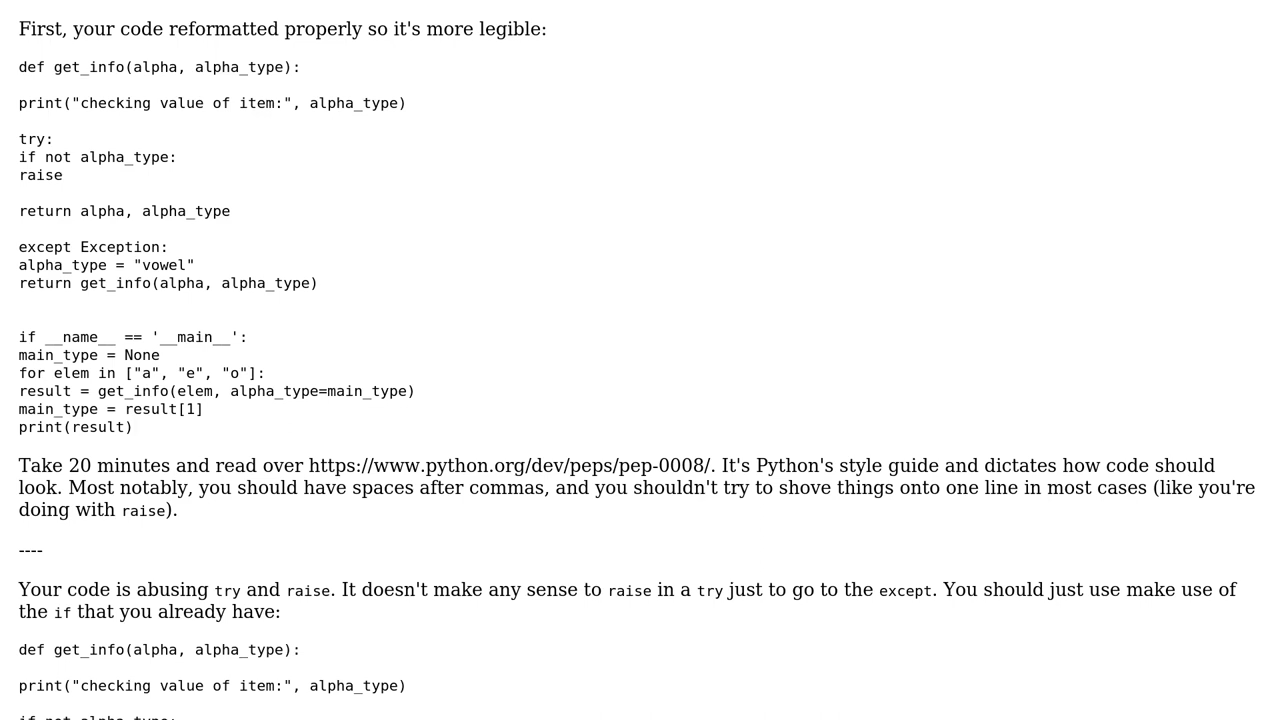 First, your code reformatted properly so it's more legible:
def get_info(alpha, alpha_type):
print("checking value of item:", alpha_type)
try:
if not alpha_type:
raise
return alpha, alpha_type
except Exception:
alpha_type = "vowel"
return get_info(alpha, alpha_type)
if __name__ == '__main__':
main_type = None
for elem in ["a", "e", "o"]:
result = get_info(elem, alpha_type=main_type)
main_type = result[1]
print(result)
Take 20 minutes and read over https://www.python.org/dev/peps/pep-0008/. It's Python's style guide and dictates how code should
look. Most notably, you should have spaces after commas, and you shouldn't try to shove things onto one line in most cases (like you're
doing with raise).
----
Your code is abusing try and raise. It doesn't make any sense to raise in a try just to go to the except. You should just use make use of
the if that you already have:
def get_info(alpha, alpha_type):
print("checking value of item:", alpha_type)
if not alpha_type: